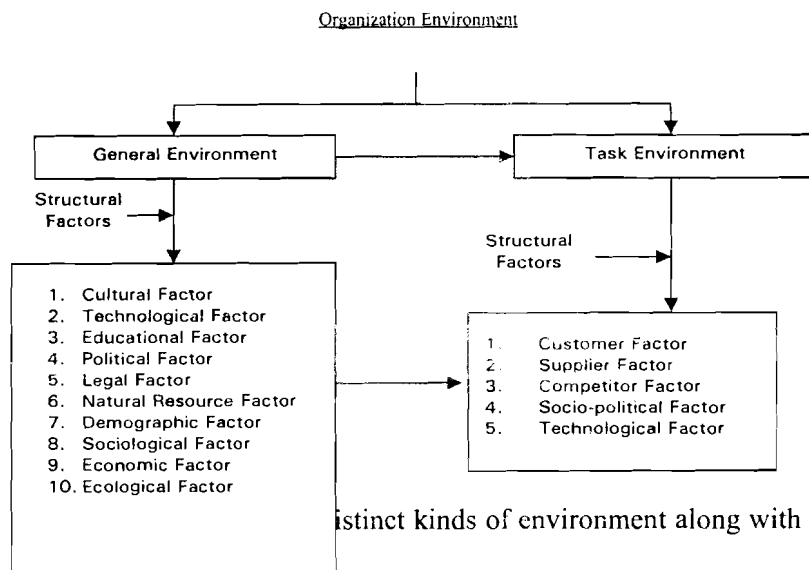 Organization Environment
General Environment
Task Environment
Structural
Factors
Structural
Factors
1. Cultural Factor
2. Technological Factor
3. Educational Factor
4. Political Factor
5. Legal Factor
6. Natural Resource Factor
7. Demographic Factor
8. Sociological Factor
9. Economic Factor
10. Ecological Factor
1. Customer Factor
2. Supplier Factor
3. Competitor Factor
4. Socio-political Factor
5. Technological Factor
istinct kinds of environment along with